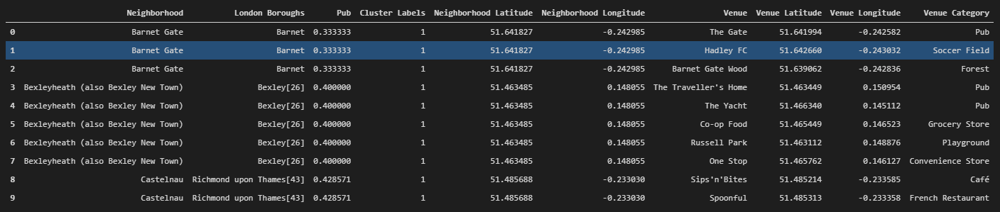 Neighborhood London Boroughs Pub Cluster Labels Neighborhood Latitude Neighborhood Longitude Venue Venue Latitude Venue Longitude Venue Category
0 Barnet Gate Barnet 0.333333 1 51.641827 -0.242985 The Gate 51.641994 -0.242582 Pub
1 Barnet Gate Barnet 0.333333 1 51.641827 -0.242985 Hadley FC 51.642660 -0.243032 Soccer Field
2 Barnet Gate Barnet 0.333333 1 51.641827 -0.242985 Barnet Gate Wood 51.639062 -0.242836 Forest
3 Bexleyheath (also Bexley New Town) Bexley[26] 0.400000 1 51.463485 0.148055 The Traveller's Home 51.463449 0.150954 Pub
4 Bexleyheath (also Bexley New Town) Bexley[26] 0.400000 1 51.463485 0.148055 The Yacht 51.466340 0.145112 Pub
5 Bexleyheath (also Bexley New Town) Bexley[26] 0.400000 1 51.463485 0.148055 Co-op Food 51.465449 0.146523 Grocery Store
6 Bexleyheath (also Bexley New Town) Bexley[26] 0.400000 1 51.463485 0.148055 Russell Park 51.463112 0.148876 Playground
7 Bexleyheath (also Bexley New Town) Bexley[26] 0.400000 1 51.463485 0.148055 One Stop 51.465762 0.146127 Convenience Store
8 Castelnau Richmond upon Thames[43] 0.428571 1 51.485688 -0.233030 Sips'n'Bites 51.485214 -0.233585 Café
9 Castelnau Richmond upon Thames[43] 0.428571 1 51.485688 -0.233030 Spoonful 51.485313 -0.233358 French Restaurant